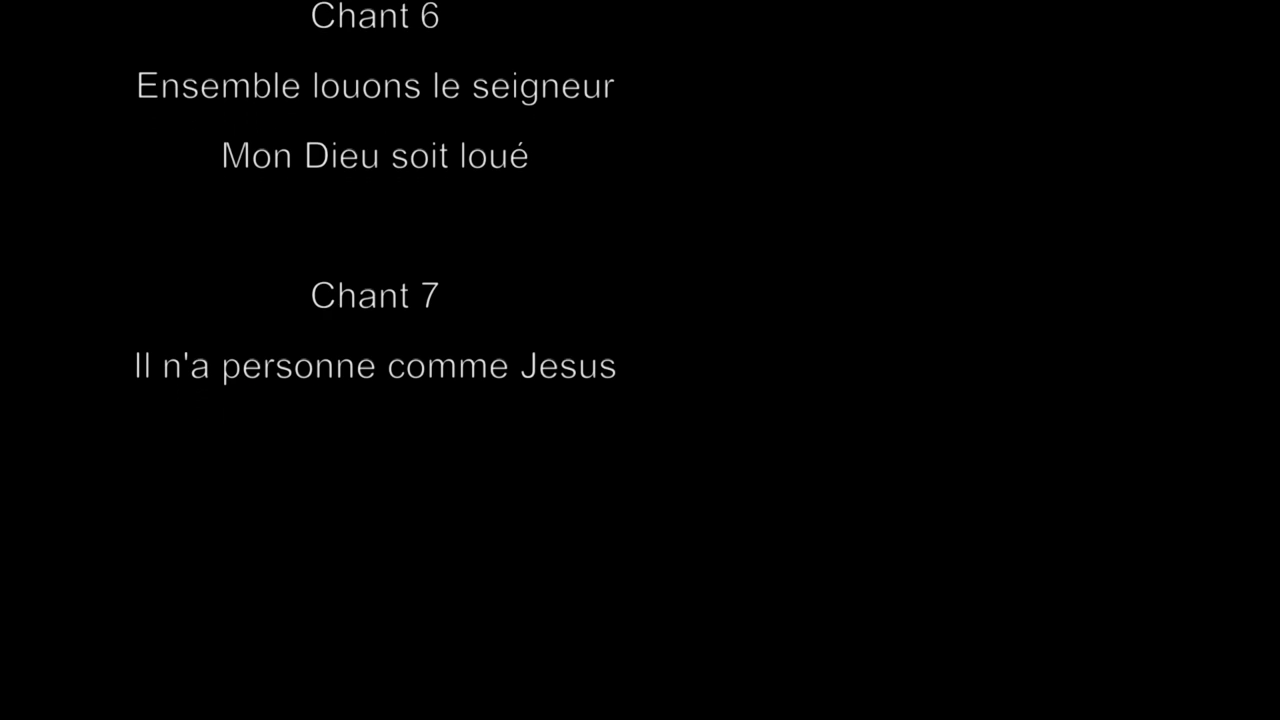 Chant 6
Ensemble louons le seigneur
Mon Dieu soit loué
Chant 7
Il n'a personne comme Jesus